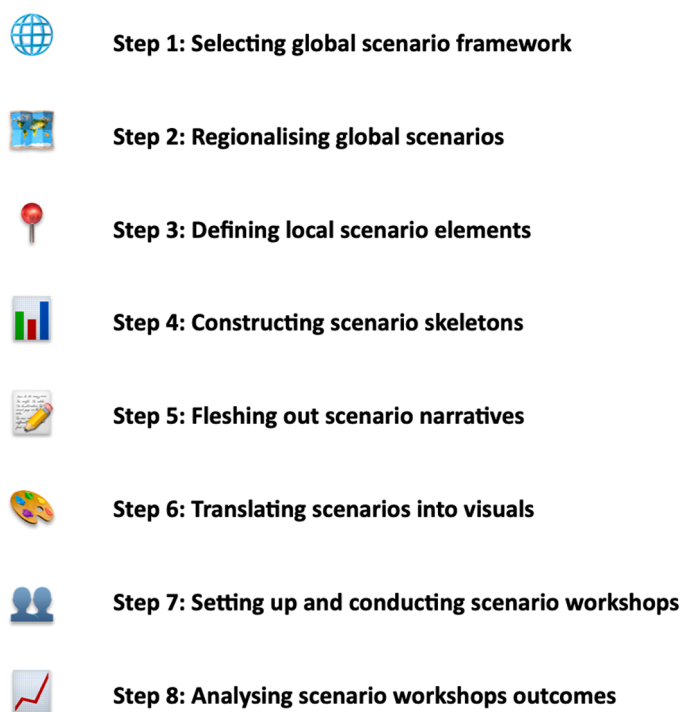 Step 1: Selecting global scenario framework
Step 2: Regionalising global scenarios
Step 3: Defining local scenario elements
Step 4: Constructing scenario skeletons
Step 5: Fleshing out scenario narratives
Step 6: Translating scenarios into visuals
Step 7: Setting up and conducting scenario workshops
Step 8: Analysing scenario workshops outcomes